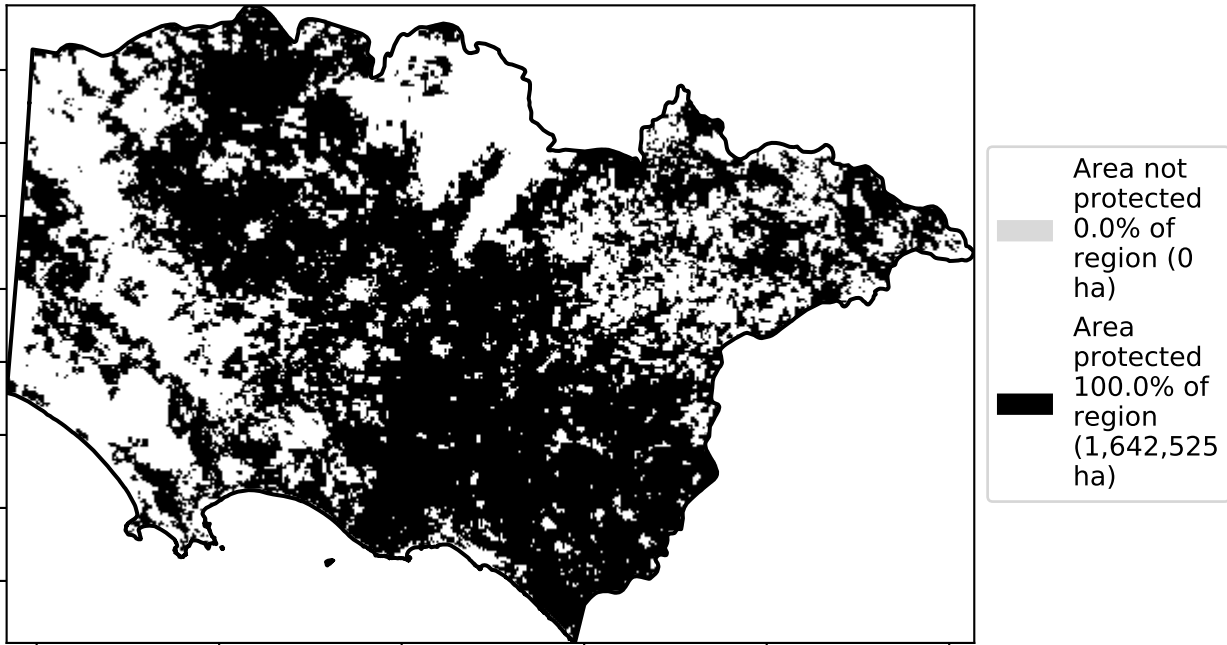 Area not
protected
0.0% of
region (0
ha)
Area
protected
100.0% of
region
(1,642,525
ha)